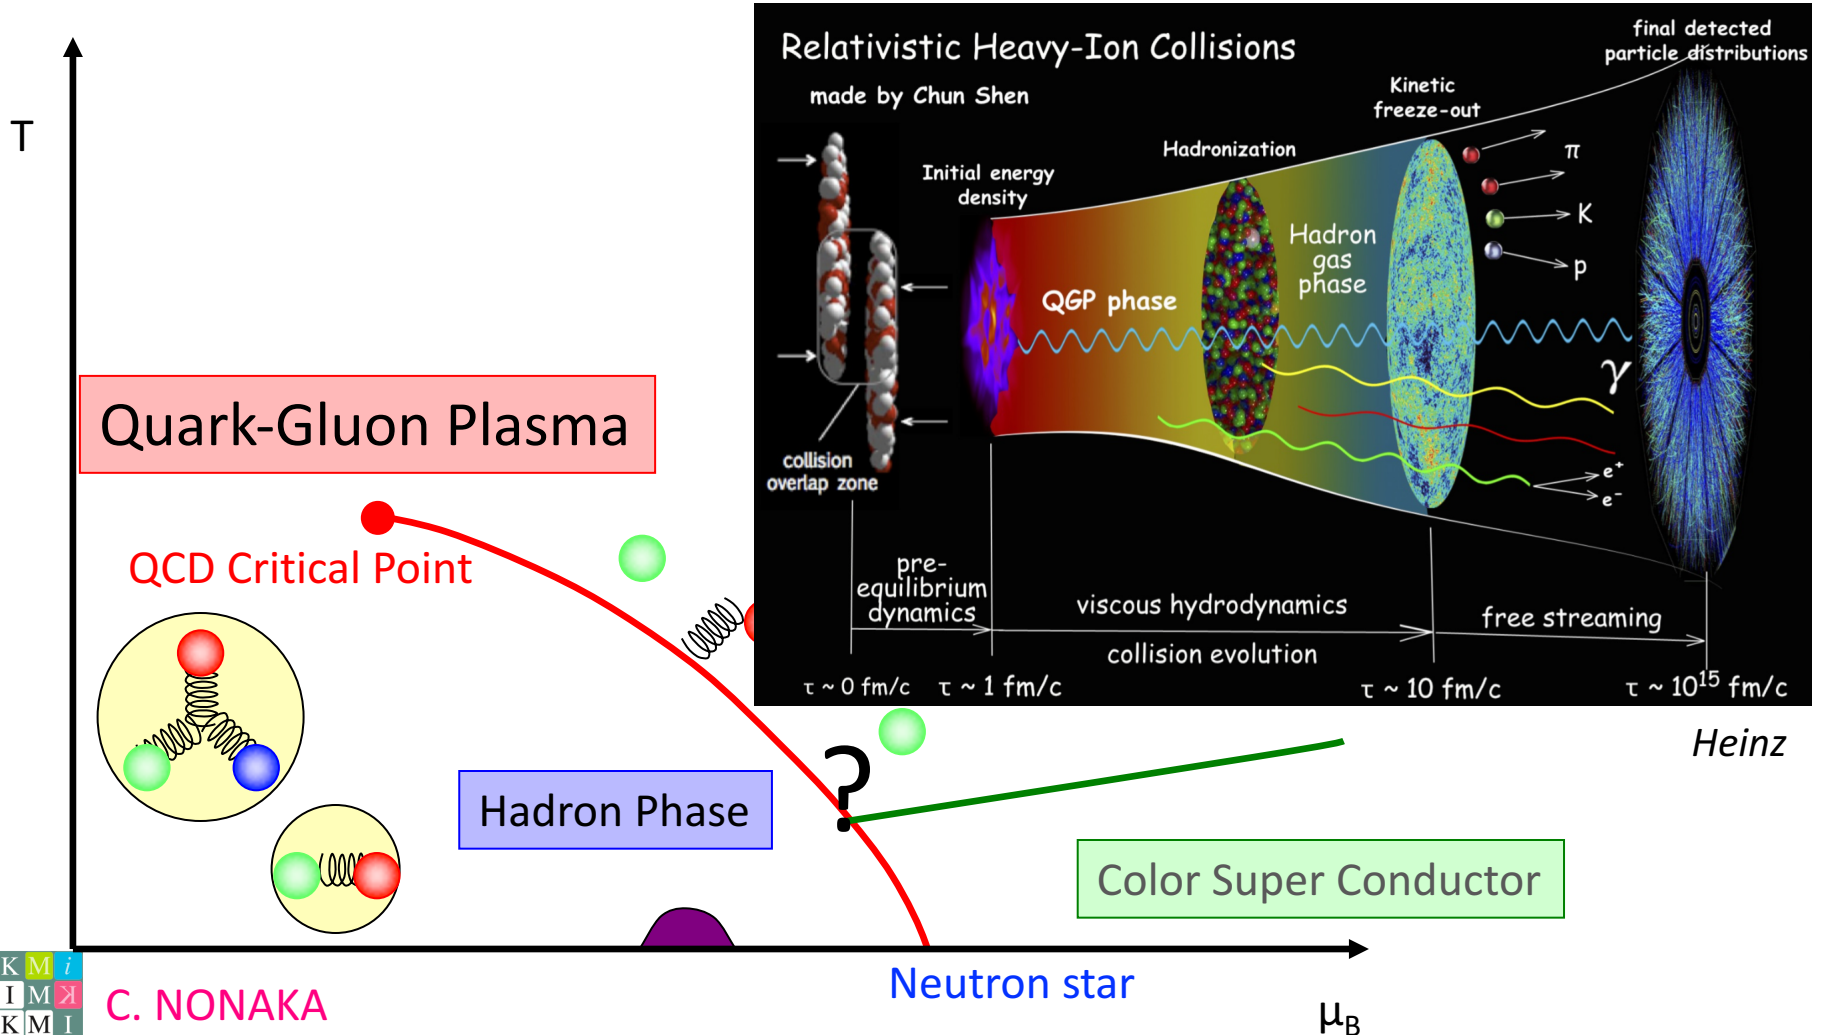 T
Quark-Gluon Plasma
QCD Critical Point
Hadron Phase
?
Color Super Conductor
Neutron star
μB
C. NONAKA
K M i
I M K
K M I
Relativistic Heavy-Ion Collisions
made by Chun Shen
final detected
particle distributions
Kinetic
freeze-out
Hadronization
Initial energy
density
π
K
p
Hadron
gas
phase
QGP phase
γ
e+
e-
collision
overlap zone
pre-
equilibrium
dynamics
viscous hydrodynamics
free streaming
collision evolution
τ ~ 0 fm/c
τ ~ 1 fm/c
τ ~ 10 fm/c
τ ~ 10^15 fm/c
Heinz